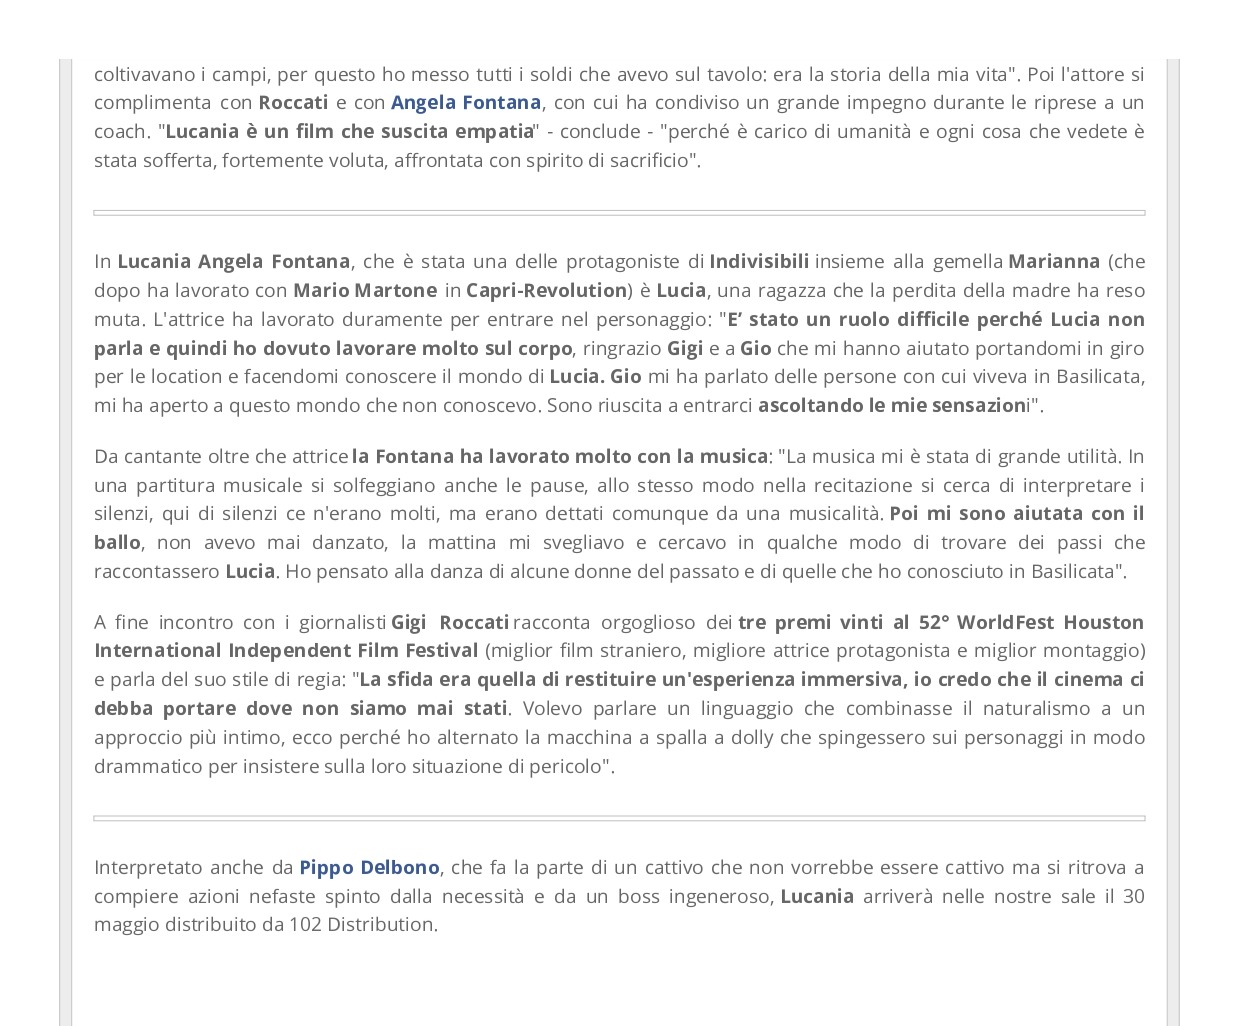 coltivavano i campi, per questo ho messo tutti i soldi che avevo sul tavolo: era la storia della mia vita". Poi l'attore si
complimenta con Roccati e con Angela Fontana, con cui ha condiviso un grande impegno durante le riprese a un
coach. "Lucania è un film che suscita empatia" - conclude - "perché è carico di umanità e ogni cosa che vedete è
stata sofferta, fortemente voluta, affrontata con spirito di sacrificio".
In Lucania Angela Fontana, che è stata una delle protagoniste di Indivisibili insieme alla gemella Marianna (che
dopo ha lavorato con Mario Martone in Capri-Revolution) è Lucia, una ragazza che la perdita della madre ha reso
muta. L'attrice ha lavorato duramente per entrare nel personaggio: "E’ stato un ruolo difficile perché Lucia non
parla e quindi ho dovuto lavorare molto sul corpo, ringrazio Gigi e a Gio che mi hanno aiutato portandomi in giro
per le location e facendomi conoscere il mondo di Lucia. Gio mi ha parlato delle persone con cui viveva in Basilicata,
mi ha aperto a questo mondo che non conoscevo. Sono riuscita a entrarci ascoltando le mie sensazioni".
Da cantante oltre che attrice la Fontana ha lavorato molto con la musica: "La musica mi è stata di grande utilità. In
una partitura musicale si solfeggiano anche le pause, allo stesso modo nella recitazione si cerca di interpretare i
silenzi, qui di silenzi ce n'erano molti, ma erano dettati comunque da una musicalità. Poi mi sono aiutata con il
ballo, non avevo mai danzato, la mattina mi svegliavo e cercavo in qualche modo di trovare dei passi che
raccontassero Lucia. Ho pensato alla danza di alcune donne del passato e di quelle che ho conosciuto in Basilicata".
A fine incontro con i giornalisti Gigi Roccati racconta orgoglioso dei tre premi vinti al 52° WorldFest Houston
International Independent Film Festival (miglior film straniero, migliore attrice protagonista e miglior montaggio)
e parla del suo stile di regia: "La sfida era quella di restituire un'esperienza immersiva, io credo che il cinema ci
debba portare dove non siamo mai stati. Volevo parlare un linguaggio che combinasse il naturalismo a un
approccio più intimo, ecco perché ho alternato la macchina a spalla a dolly che spingessero sui personaggi in modo
drammatico per insistere sulla loro situazione di pericolo".
Interpretato anche da Pippo Delbono, che fa la parte di un cattivo che non vorrebbe essere cattivo ma si ritrova a
compiere azioni nefaste spinto dalla necessità e da un boss ingeneroso, Lucania arriverà nelle nostre sale il 30
maggio distribuito da 102 Distribution.